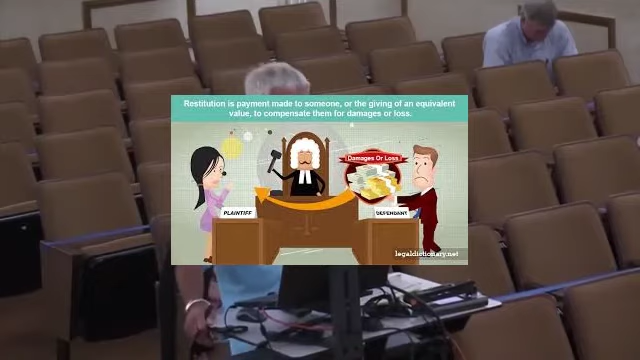 Restitution is payment made to someone, or the giving of an equivalent
value, to compensate them for damages or loss.
Damages Or Loss
PLAINTIFF
DEFENDANT
legaldictionary.net